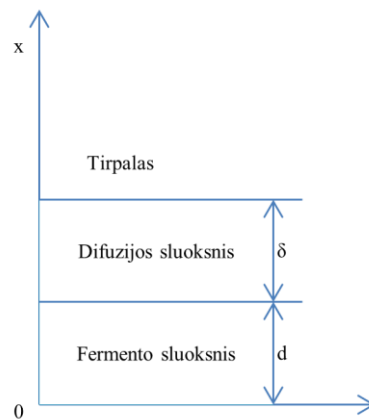 x
Tirpalas
Difuzijos sluoksnis
δ
Fermento sluoksnis
d
0